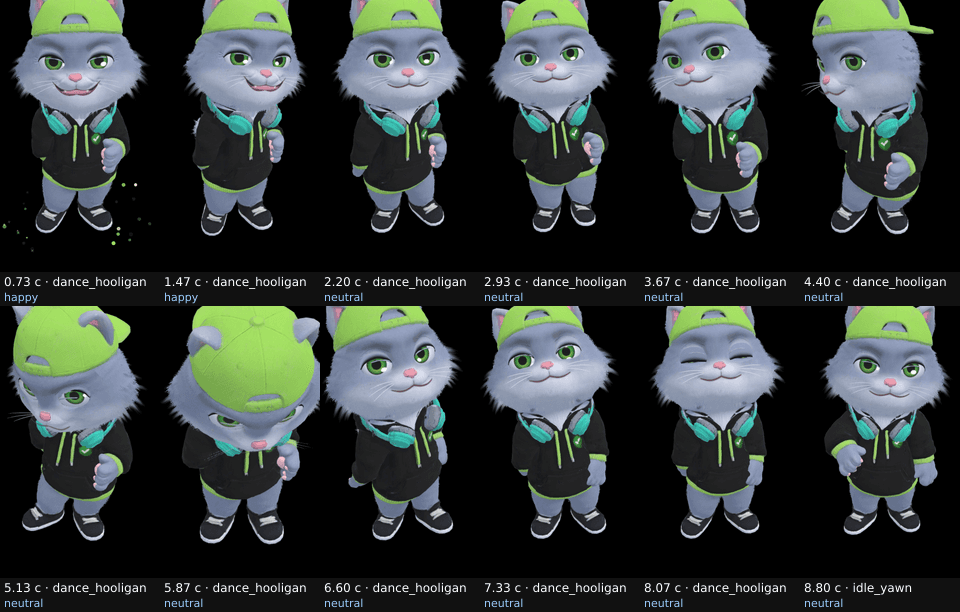 0.73 с · dance_hooligan
happy
1.47 с · dance_hooligan
happy
2.20 с · dance_hooligan
neutral
2.93 с · dance_hooligan
neutral
3.67 с · dance_hooligan
neutral
4.40 с · dance_hooligan
neutral
5.13 с · dance_hooligan
neutral
5.87 с · dance_hooligan
neutral
6.60 с · dance_hooligan
neutral
7.33 с · dance_hooligan
neutral
8.07 с · dance_hooligan
neutral
8.80 с · idle_yawn
neutral